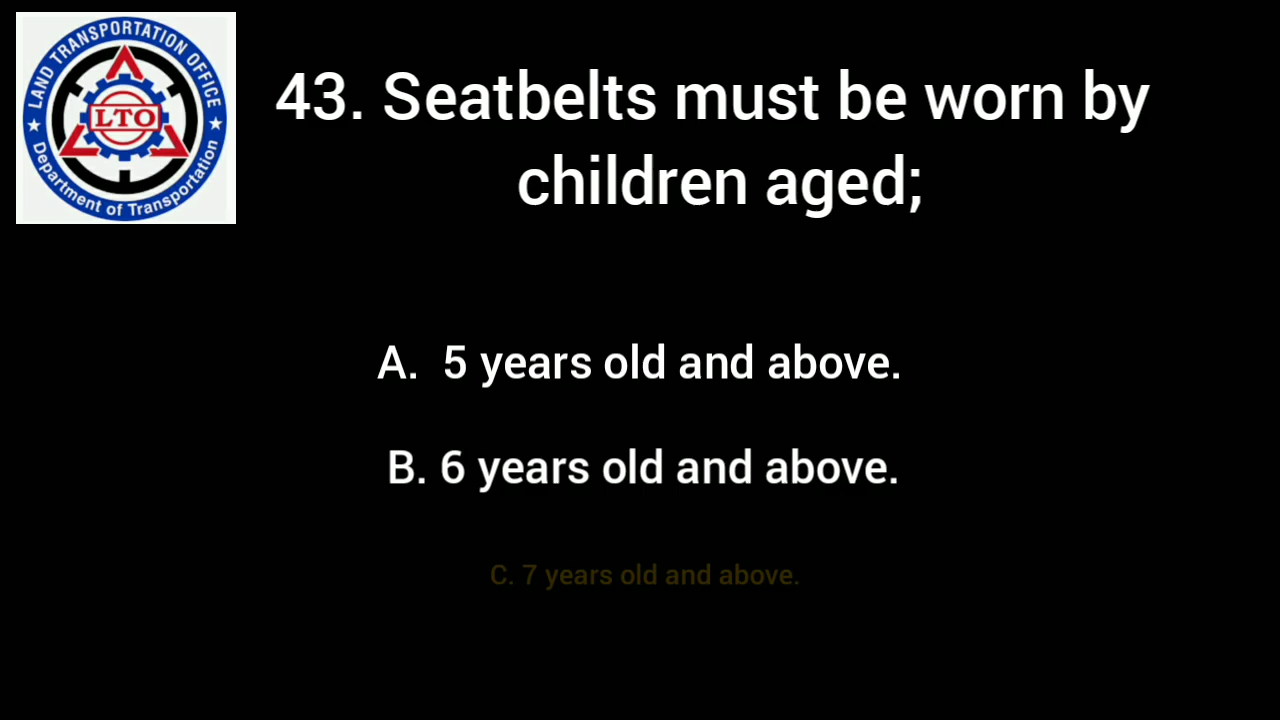 LAND TRANSPORTATION OFFICE
LTO
Department of Transportation
43. Seatbelts must be worn by
children aged;
A. 5 years old and above.
B. 6 years old and above.
C. 7 years old and above.